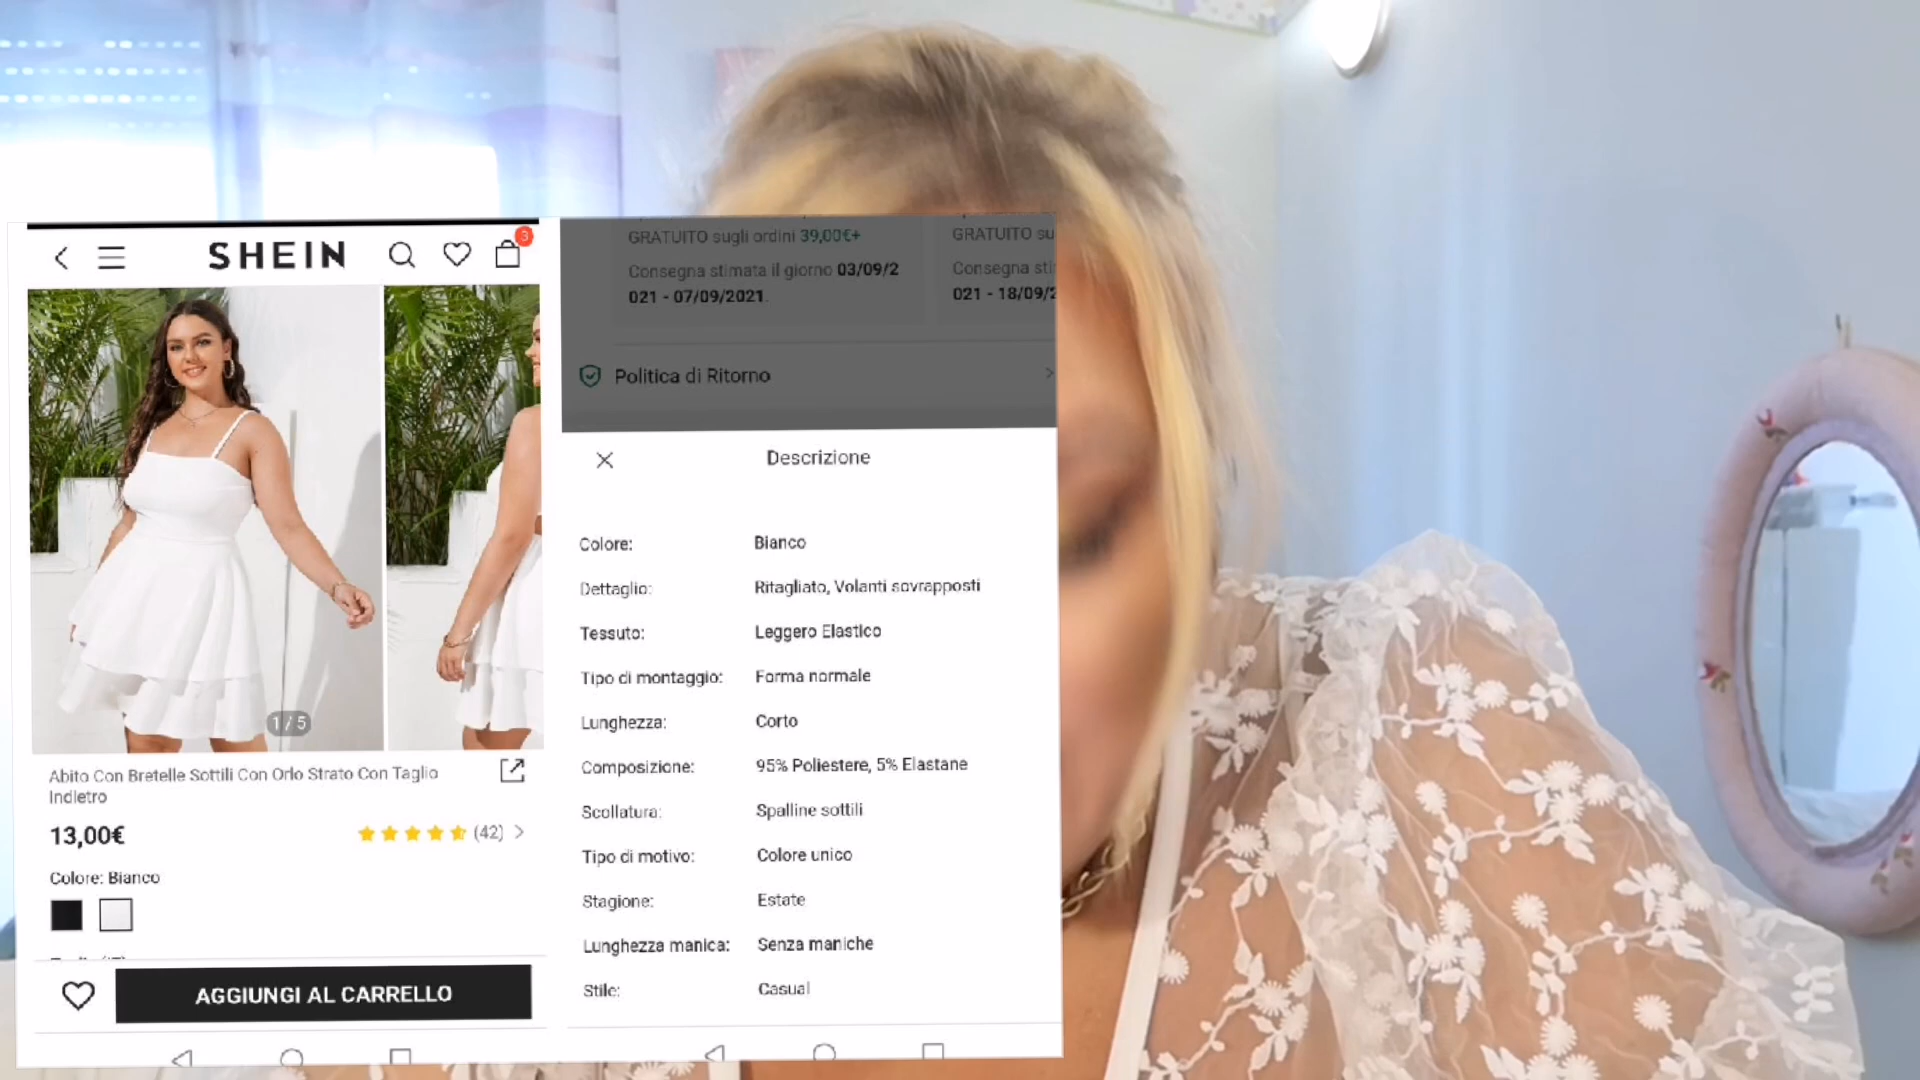 SHEIN
3
1 / 5
Abito Con Bretelle Sottili Con Orlo Strato Con Taglio
Indietro
13,00€
(42)
Colore: Bianco
AGGIUNGI AL CARRELLO
GRATUITO sugli ordini 39,00€+
Consegna stimata il giorno 03/09/2
021 - 07/09/2021.
GRATUITO su
Consegna sti
021 - 18/09/2
Politica di Ritorno
Descrizione
Colore: Bianco
Dettaglio: Ritagliato, Volanti sovrapposti
Tessuto: Leggero Elastico
Tipo di montaggio: Forma normale
Lunghezza: Corto
Composizione: 95% Poliestere, 5% Elastane
Scollatura: Spalline sottili
Tipo di motivo: Colore unico
Stagione: Estate
Lunghezza manica: Senza maniche
Stile: Casual